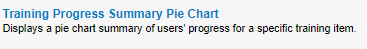 Training Progress Summary Pie Chart
Displays a pie chart summary of users' progress for a specific training item.